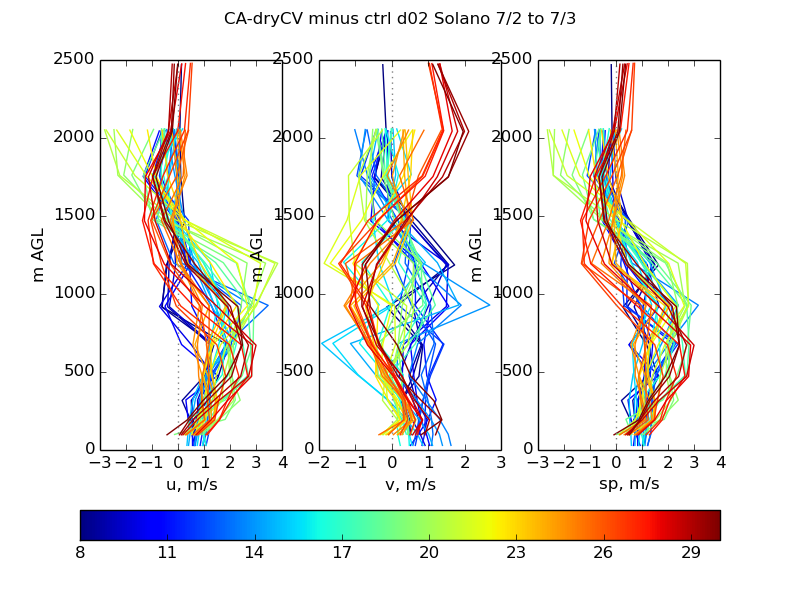 CA-dryCV minus ctrl d02 Solano 7/2 to 7/3
2500 2500 2500
2000 2000 2000
1500 1500 1500
1000 1000 1000
500 500 500
0 0 0
m AGL m AGL m AGL
−3 −2 −1 0 1 2 3 4 −2 −1 0 1 2 3 −3 −2 −1 0 1 2 3 4
u, m/s v, m/s sp, m/s
8 11 14 17 20 23 26 29